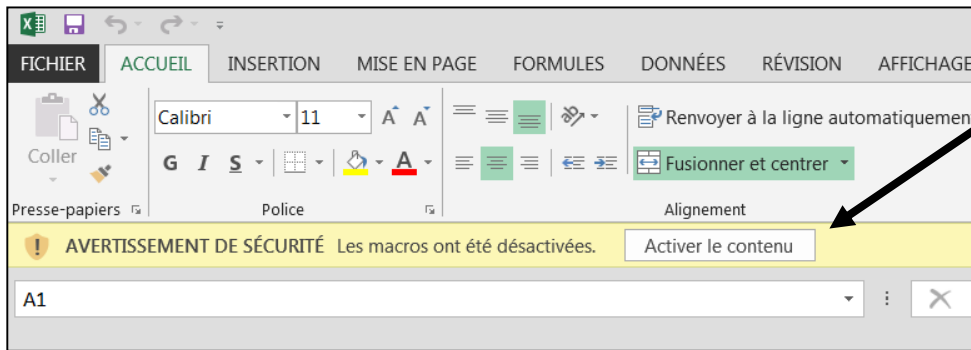 FICHIER ACCUEIL INSERTION MISE EN PAGE FORMULES DONNÉES RÉVISION AFFICHAGE
Calibri 11 A A Renvoyer à la ligne automatiquemen
Coller
G I S A Fusionner et centrer
Presse-papiers Police Alignement
AVERTISSEMENT DE SÉCURITÉ Les macros ont été désactivées. Activer le contenu
A1